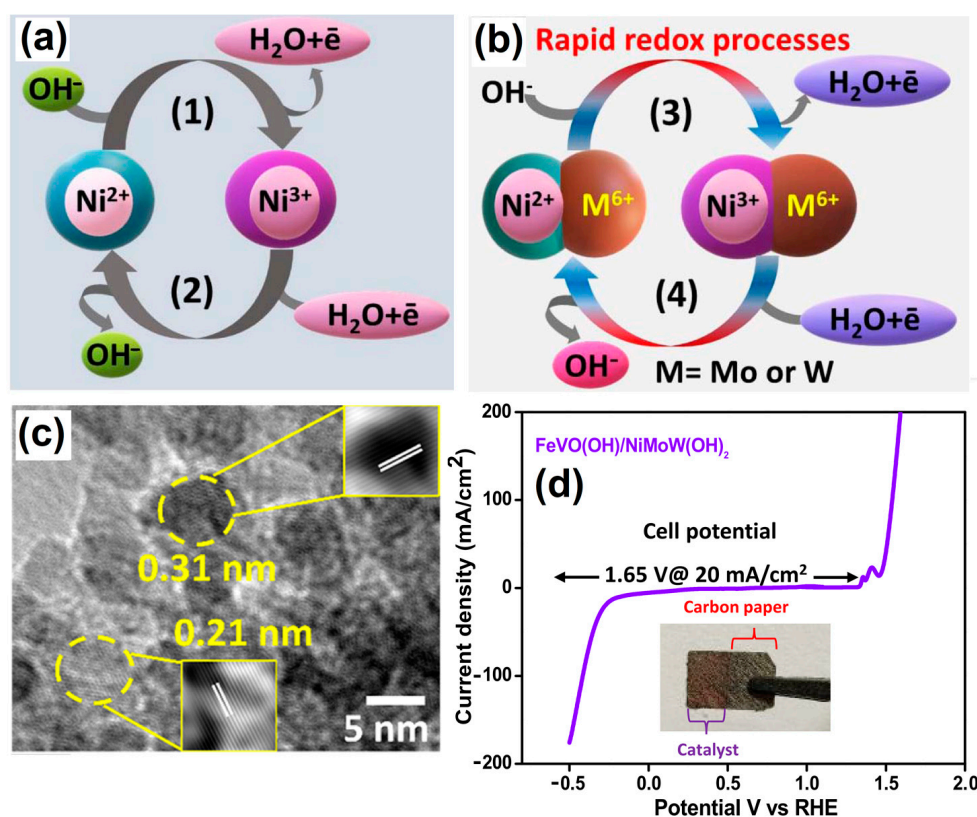 (a)
H₂O+ē
OH⁻
(1)
Ni²⁺
Ni³⁺
(2)
H₂O+ē
OH⁻
(b)
Rapid redox processes
OH⁻
(3)
H₂O+ē
Ni²⁺
M⁶⁺
Ni³⁺
M⁶⁺
(4)
H₂O+ē
OH⁻
M= Mo or W
(c)
0.31 nm
0.21 nm
5 nm
(d)
FeVO(OH)/NiMoW(OH)₂
Cell potential
1.65 V@ 20 mA/cm²
Carbon paper
Catalyst
Current density (mA/cm²)
200
100
0
−100
−200
−0.5
0.0
0.5
1.0
1.5
2.0
Potential V vs RHE